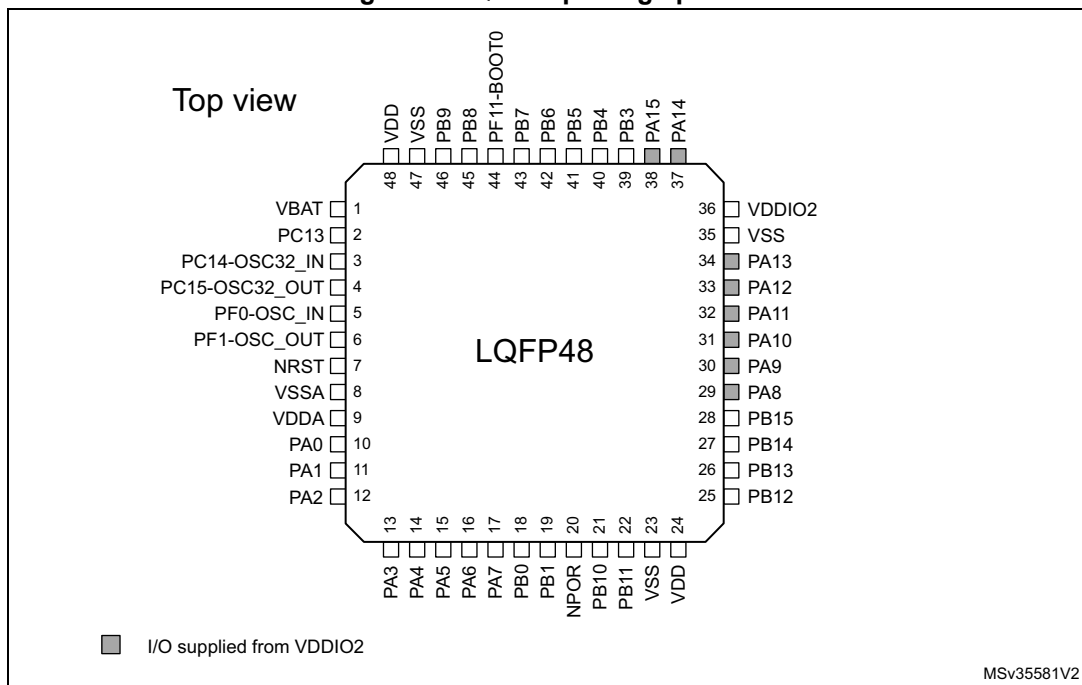 Top view
48 VDD
47 VSS
46 PB9
45 PB8
44 PF11-BOOT0
43 PB7
42 PB6
41 PB5
40 PB4
39 PB3
38 PA15
37 PA14
VBAT 1
PC13 2
PC14-OSC32_IN 3
PC15-OSC32_OUT 4
PF0-OSC_IN 5
PF1-OSC_OUT 6
NRST 7
VSSA 8
VDDA 9
PA0 10
PA1 11
PA2 12
LQFP48
36 VDDIO2
35 VSS
34 PA13
33 PA12
32 PA11
31 PA10
30 PA9
29 PA8
28 PB15
27 PB14
26 PB13
25 PB12
PA3 13
PA4 14
PA5 15
PA6 16
PA7 17
PB0 18
PB1 19
NPOR 20
PB10 21
PB11 22
VSS 23
VDD 24
I/O supplied from VDDIO2
MSv35581V2